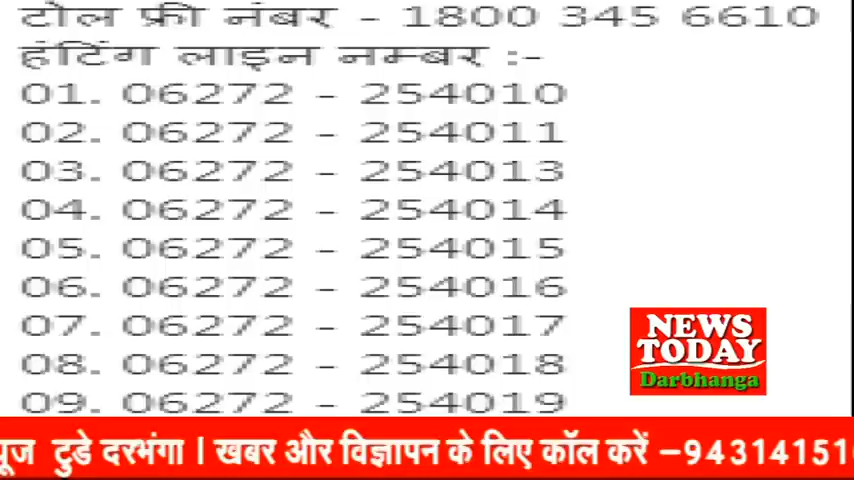 टोल फ्री नंबर - 1800 345 6610
हंटिंग लाइन नम्बर :-
01. 06272 - 254010
02. 06272 - 254011
03. 06272 - 254013
04. 06272 - 254014
05. 06272 - 254015
06. 06272 - 254016
07. 06272 - 254017
08. 06272 - 254018
09. 06272 - 254019
NEWS
TODAY
Darbhanga
टुडे दरभंगा | खबर और विज्ञापन के लिए कॉल करें –943141510